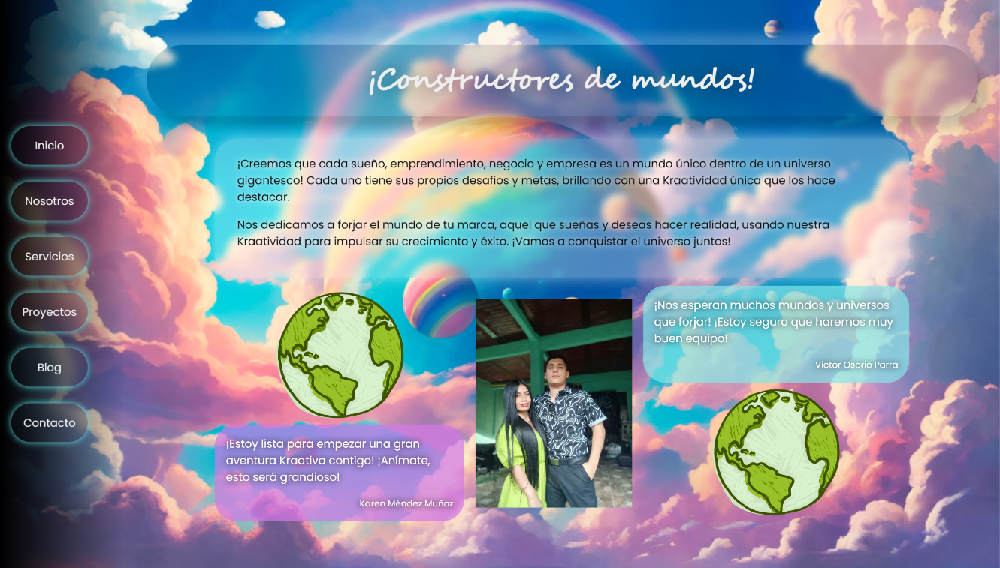 ¡Constructores de mundos!
Inicio
Nosotros
Servicios
Proyectos
Blog
Contacto
¡Creemos que cada sueño, emprendimiento, negocio y empresa es un mundo único dentro de un universo
gigantesco! Cada uno tiene sus propios desafíos y metas, brillando con una Kraatividad única que los hace
destacar.
Nos dedicamos a forjar el mundo de tu marca, aquel que sueñas y deseas hacer realidad, usando nuestra
Kraatividad para impulsar su crecimiento y éxito. ¡Vamos a conquistar el universo juntos!
¡Estoy lista para empezar una gran
aventura Kraativa contigo! ¡Anímate,
esto será grandioso!
Karen Méndez Muñoz
¡Nos esperan muchos mundos y universos
que forjar! ¡Estoy seguro que haremos muy
buen equipo!
Victor Osorio Parra